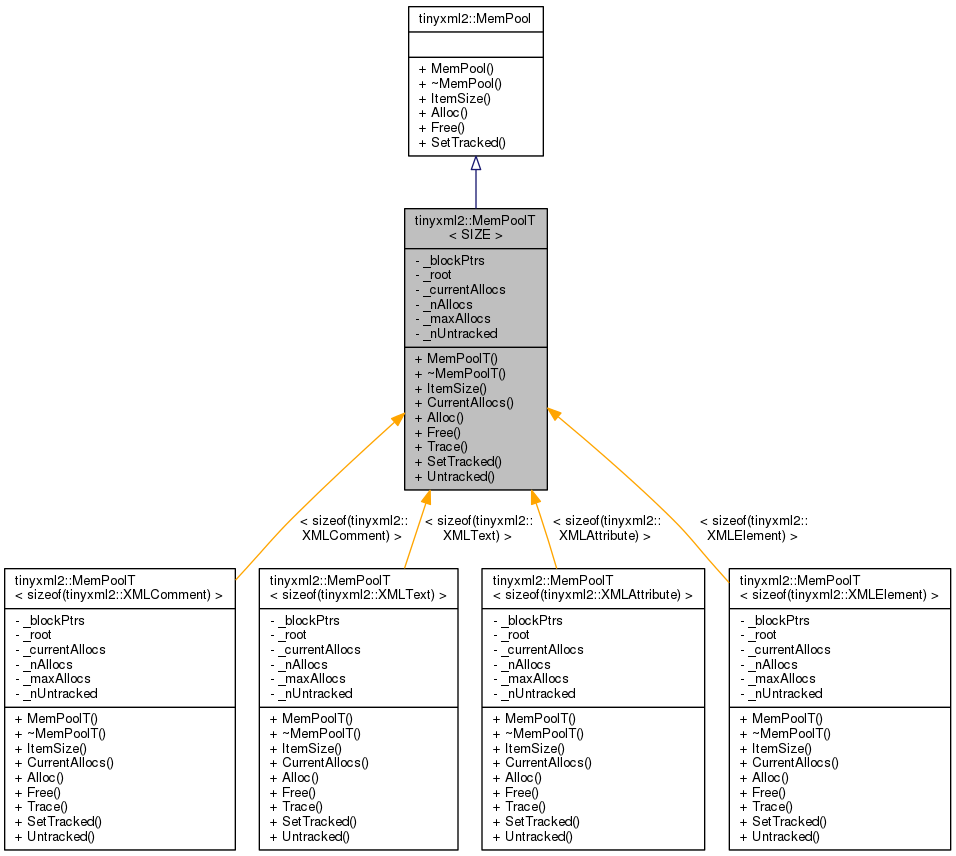 tinyxml2::MemPool
+ MemPool()
+ ~MemPool()
+ ItemSize()
+ Alloc()
+ Free()
+ SetTracked()
tinyxml2::MemPoolT
< SIZE >
- _blockPtrs
- _root
- _currentAllocs
- _nAllocs
- _maxAllocs
- _nUntracked
+ MemPoolT()
+ ~MemPoolT()
+ ItemSize()
+ CurrentAllocs()
+ Alloc()
+ Free()
+ Trace()
+ SetTracked()
+ Untracked()
< sizeof(tinyxml2::
XMLComment) >
< sizeof(tinyxml2::
XMLText) >
< sizeof(tinyxml2::
XMLAttribute) >
< sizeof(tinyxml2::
XMLElement) >
tinyxml2::MemPoolT
< sizeof(tinyxml2::XMLComment) >
- _blockPtrs
- _root
- _currentAllocs
- _nAllocs
- _maxAllocs
- _nUntracked
+ MemPoolT()
+ ~MemPoolT()
+ ItemSize()
+ CurrentAllocs()
+ Alloc()
+ Free()
+ Trace()
+ SetTracked()
+ Untracked()
tinyxml2::MemPoolT
< sizeof(tinyxml2::XMLText) >
- _blockPtrs
- _root
- _currentAllocs
- _nAllocs
- _maxAllocs
- _nUntracked
+ MemPoolT()
+ ~MemPoolT()
+ ItemSize()
+ CurrentAllocs()
+ Alloc()
+ Free()
+ Trace()
+ SetTracked()
+ Untracked()
tinyxml2::MemPoolT
< sizeof(tinyxml2::XMLAttribute) >
- _blockPtrs
- _root
- _currentAllocs
- _nAllocs
- _maxAllocs
- _nUntracked
+ MemPoolT()
+ ~MemPoolT()
+ ItemSize()
+ CurrentAllocs()
+ Alloc()
+ Free()
+ Trace()
+ SetTracked()
+ Untracked()
tinyxml2::MemPoolT
< sizeof(tinyxml2::XMLElement) >
- _blockPtrs
- _root
- _currentAllocs
- _nAllocs
- _maxAllocs
- _nUntracked
+ MemPoolT()
+ ~MemPoolT()
+ ItemSize()
+ CurrentAllocs()
+ Alloc()
+ Free()
+ Trace()
+ SetTracked()
+ Untracked()